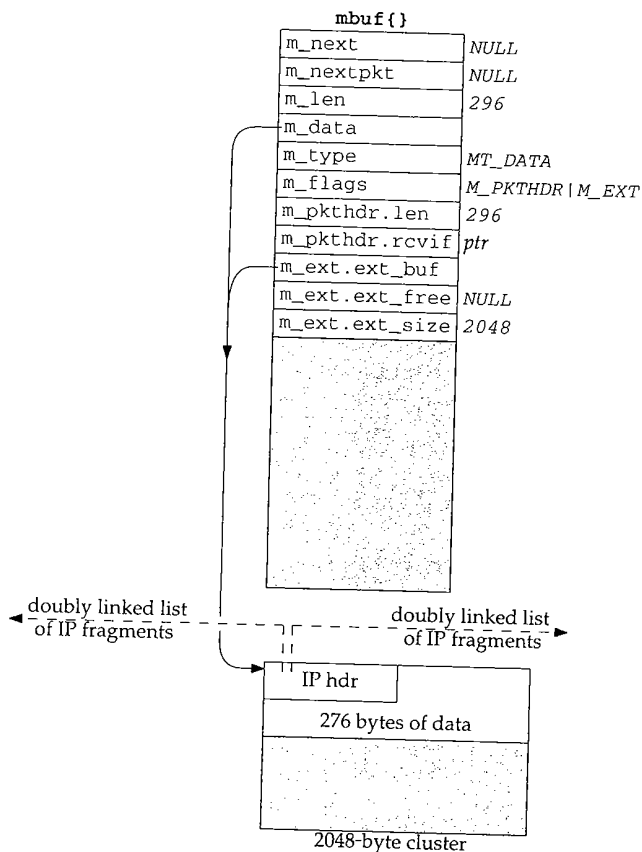 mbuf{}
m_next NULL
m_nextpkt NULL
m_len 296
m_data
m_type MT_DATA
m_flags M_PKTHDR|M_EXT
m_pkthdr.len 296
m_pkthdr.rcvif ptr
m_ext.ext_buf
m_ext.ext_free NULL
m_ext.ext_size 2048
doubly linked list
of IP fragments
doubly linked list
of IP fragments
IP hdr
276 bytes of data
2048-byte cluster